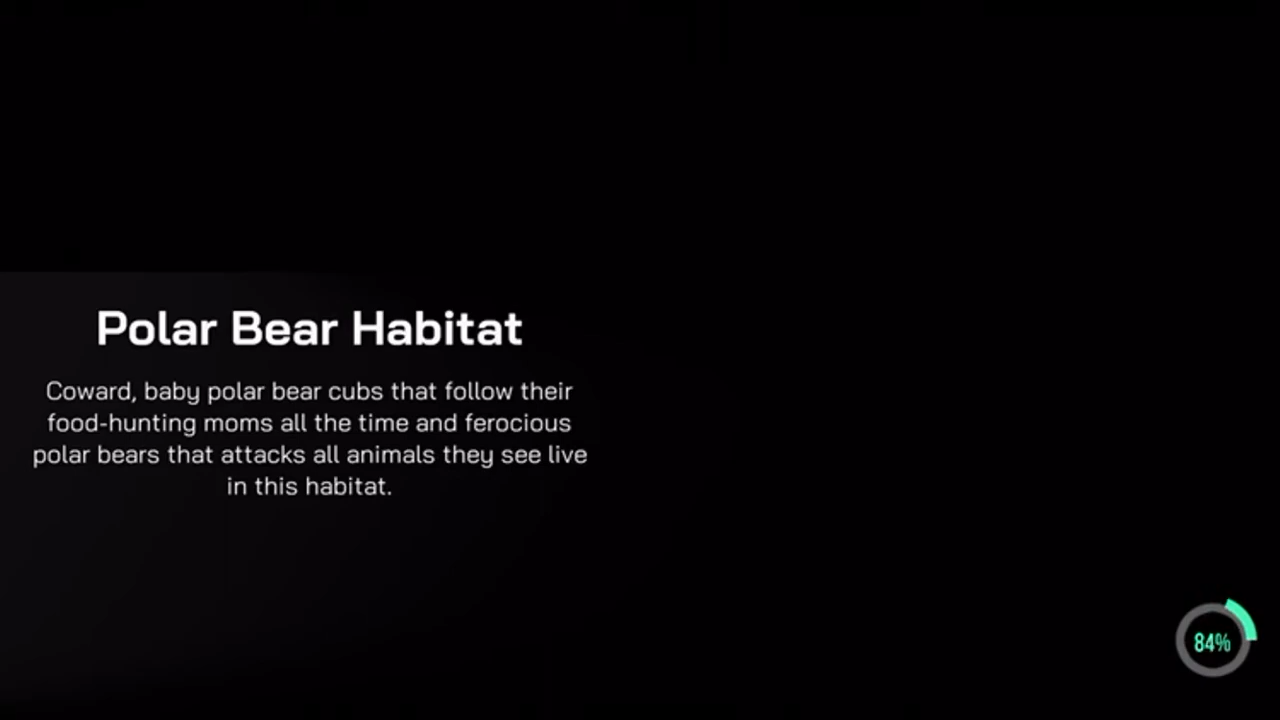 Polar Bear Habitat
Coward, baby polar bear cubs that follow their
food-hunting moms all the time and ferocious
polar bears that attacks all animals they see live
in this habitat.
84%